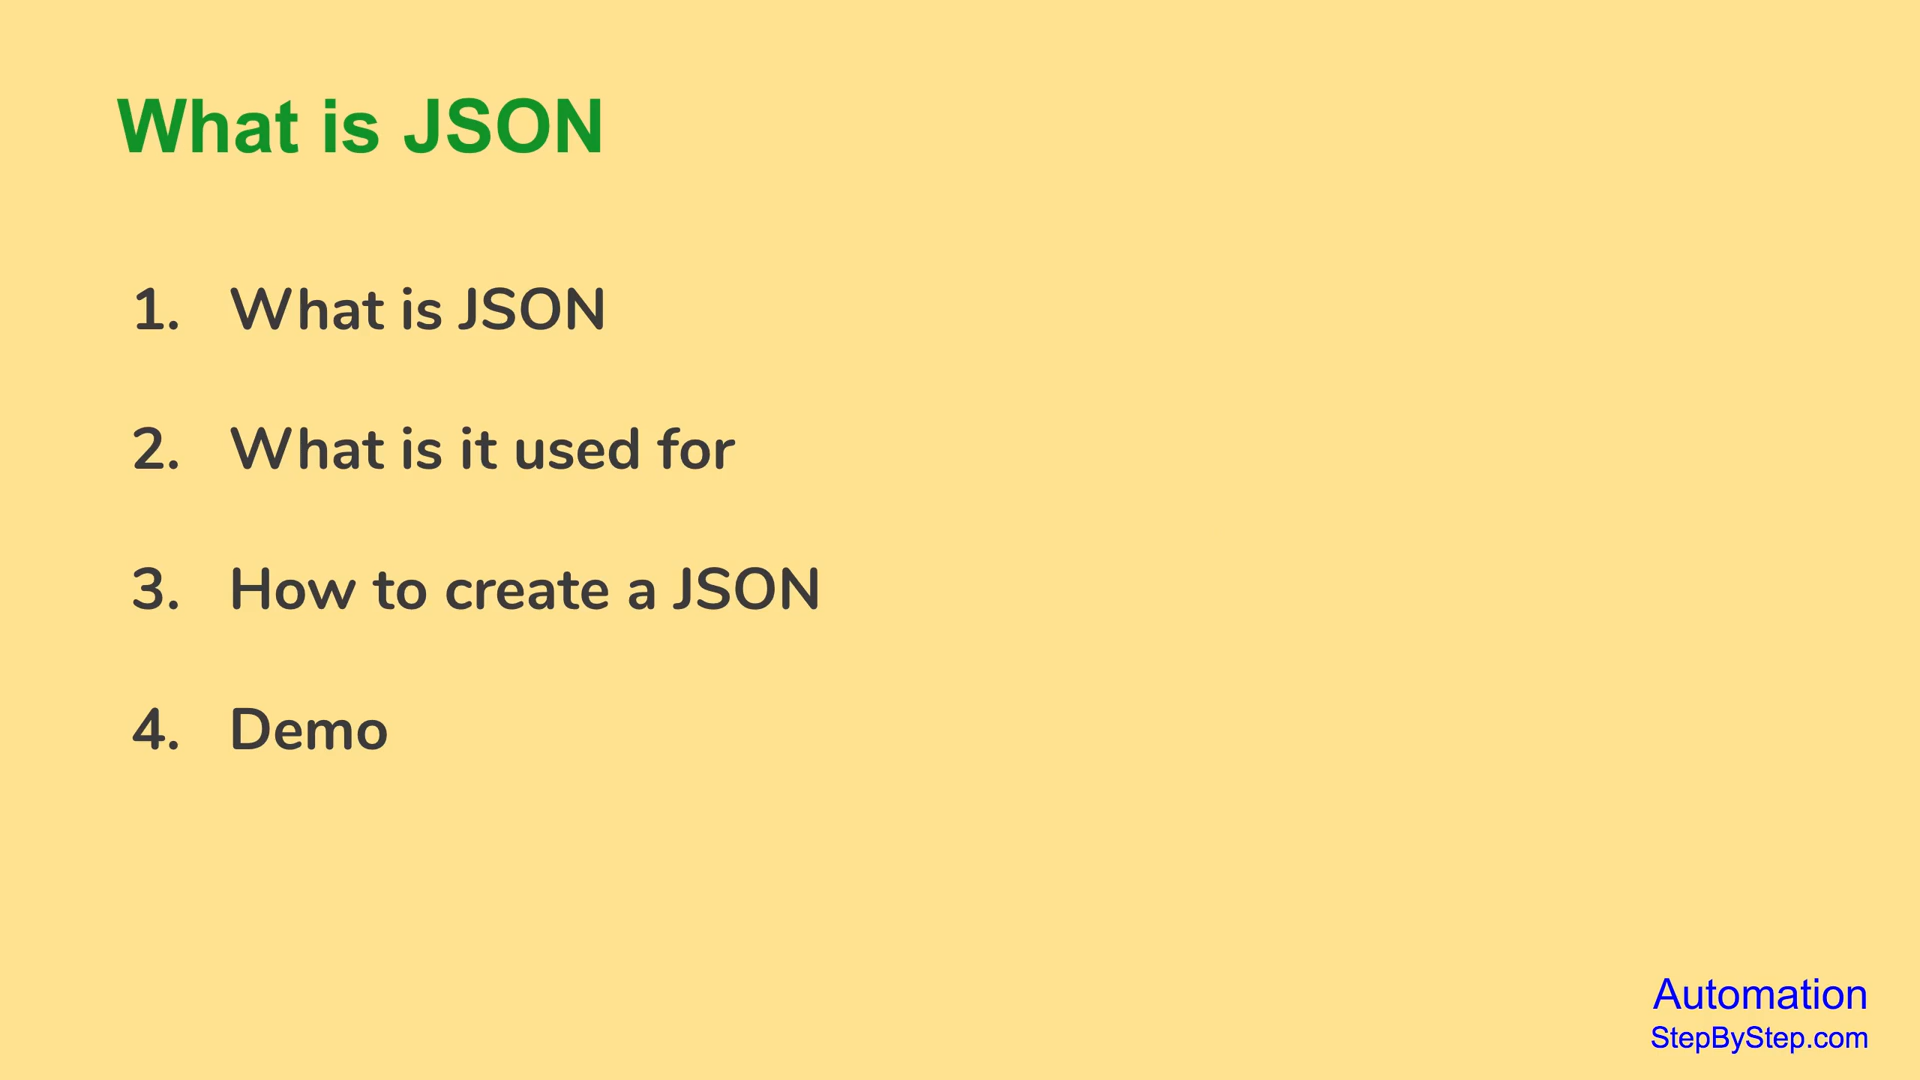 What is JSON
1. What is JSON
2. What is it used for
3. How to create a JSON
4. Demo
Automation
StepByStep.com